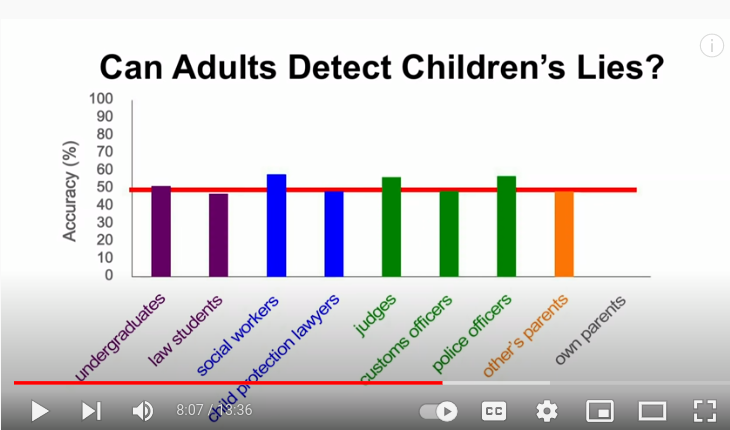 Can Adults Detect Children's Lies?
Accuracy (%)
100
90
80
70
60
50
40
30
20
10
0
undergraduates
law students
social workers
child protection lawyers
judges
customs officers
police officers
other's parents
own parents
8:07 / 13:36
CC
i